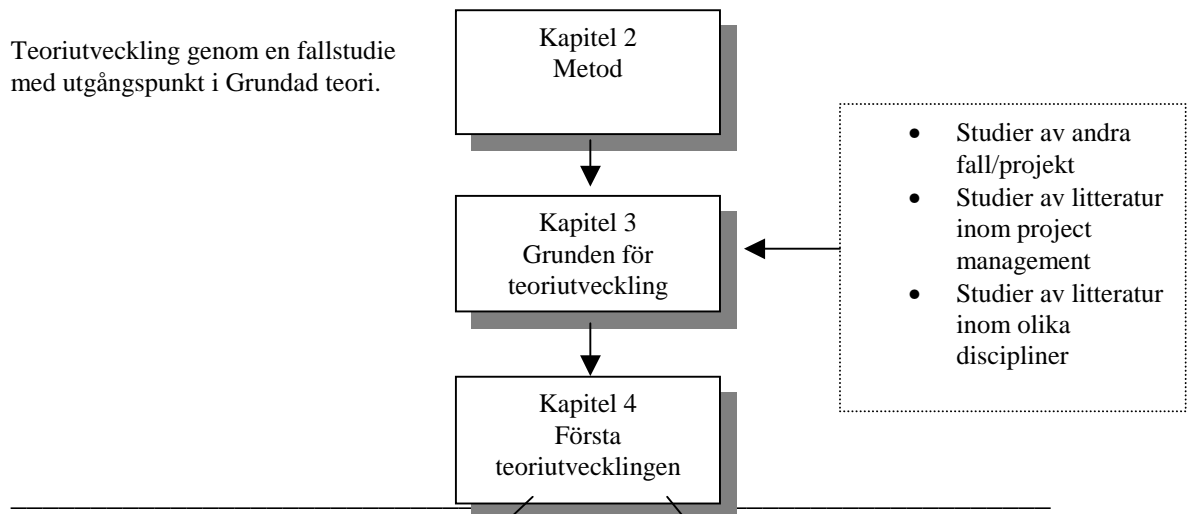 Teoriutveckling genom en fallstudie
med utgångspunkt i Grundad teori.
Kapitel 2
Metod
Kapitel 3
Grunden för
teoriutveckling
• Studier av andra
fall/projekt
• Studier av litteratur
inom project
management
• Studier av litteratur
inom olika
discipliner
Kapitel 4
Första
teoriutvecklingen